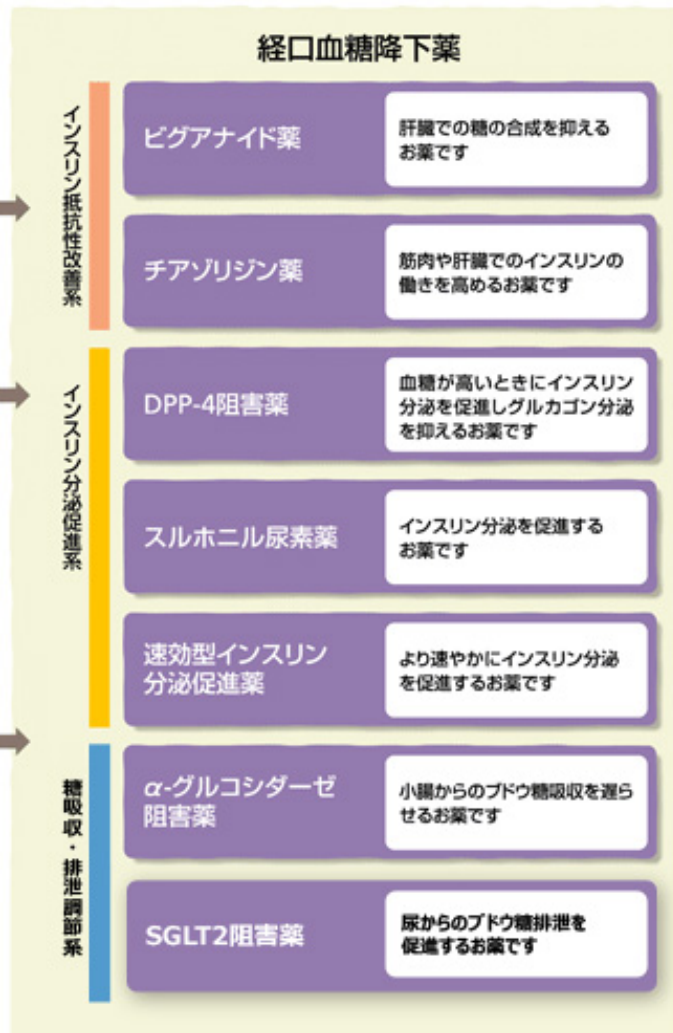 経口血糖降下薬
インスリン抵抗性改善系
ビグアナイド薬
肝臓での糖の合成を抑える
お薬です
チアゾリジン薬
筋肉や肝臓でのインスリンの
働きを高めるお薬です
インスリン分泌促進系
DPP-4阻害薬
血糖が高いときにインスリン
分泌を促進しグルカゴン分泌
を抑えるお薬です
スルホニル尿素薬
インスリン分泌を促進する
お薬です
速効型インスリン
分泌促進薬
より速やかにインスリン分泌
を促進するお薬です
糖吸収・排泄調節系
α-グルコシダーゼ
阻害薬
小腸からのブドウ糖吸収を遅ら
せるお薬です
SGLT2阻害薬
尿からのブドウ糖排泄を
促進するお薬です